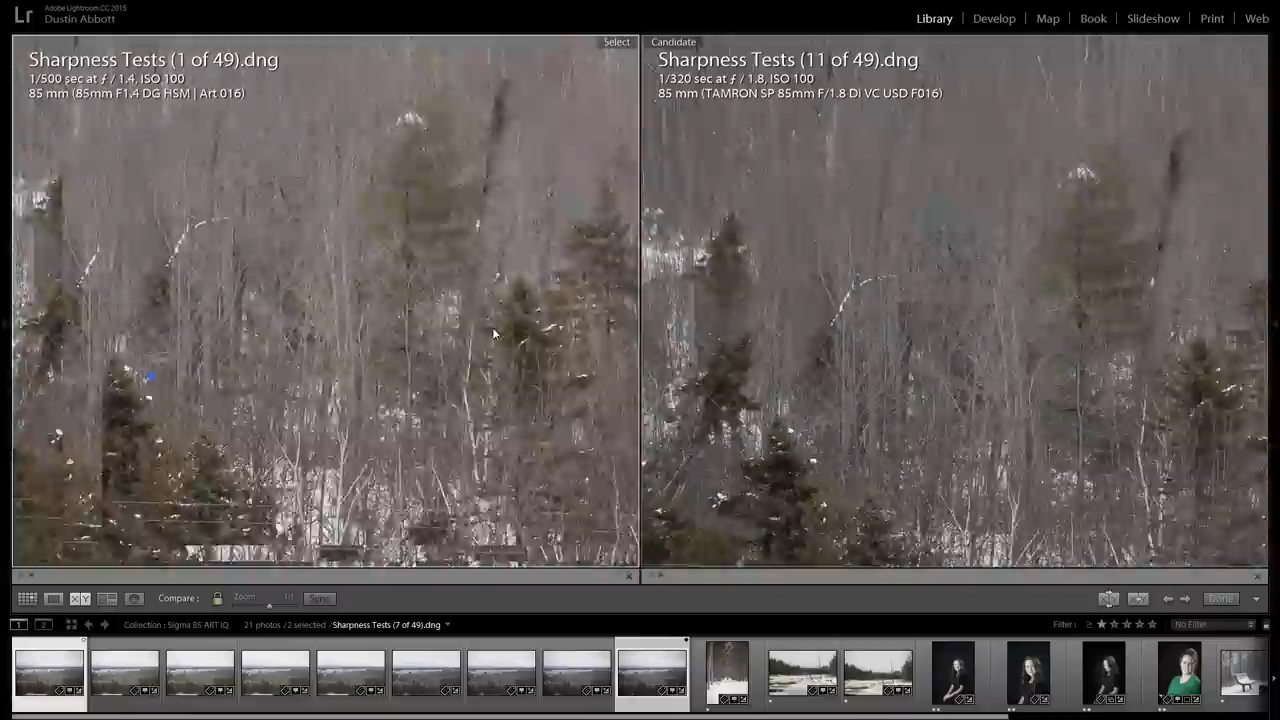 Lr
Adobe Lightroom CC 2015
Dustin Abbott
Library | Develop | Map | Book | Slideshow | Print | Web
Select
Candidate
Sharpness Tests (1 of 49).dng
1/500 sec at ƒ / 1.4, ISO 100
85 mm (85mm F1.4 DG HSM | Art 016)
Sharpness Tests (11 of 49).dng
1/320 sec at ƒ / 1.8, ISO 100
85 mm (TAMRON SP 85mm F/1.8 Di VC USD F016)
XY
Compare :
Zoom
1:1
Sync
Done
1
2
Collection : Sigma 85 ART IQ
21 photos / 2 selected / Sharpness Tests (7 of 49).dng
Filter :
No Filter